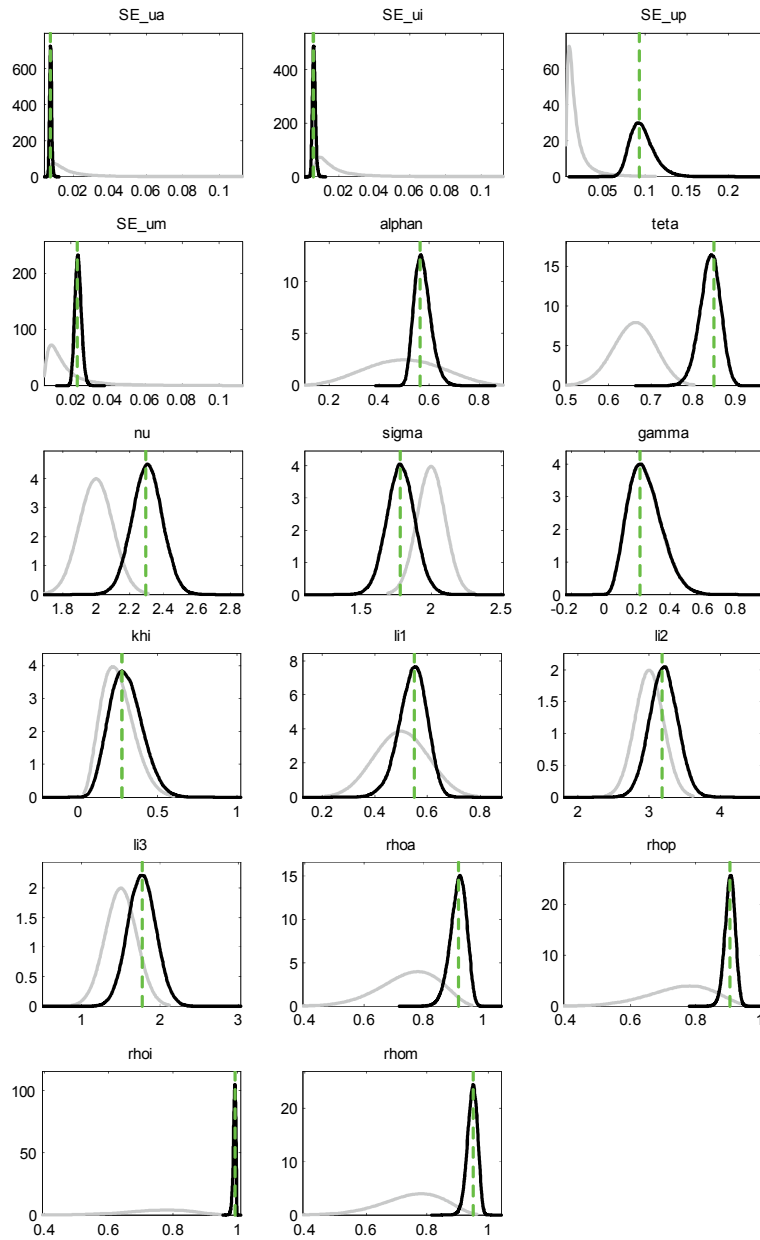 SE_ua SE_ui SE_up
800 600 400 200 0
400 200 0
80 60 40 20 0
0.02 0.04 0.06 0.08 0.1
0.02 0.04 0.06 0.08 0.1
0.05 0.1 0.15 0.2
SE_um alphan teta
200 100 0
10 5 0
15 10 5 0
0.02 0.04 0.06 0.08 0.1
0.2 0.4 0.6 0.8
0.5 0.6 0.7 0.8 0.9
nu sigma gamma
4 3 2 1 0
4 3 2 1 0
4 3 2 1 0
1.8 2 2.2 2.4 2.6 2.8
1.5 2 2.5
-0.2 0 0.2 0.4 0.6 0.8
khi li1 li2
4 3 2 1 0
8 6 4 2 0
2 1.5 1 0.5 0
0 0.5 1
0.2 0.4 0.6 0.8
2 3 4
li3 rhoa rhop
2 1.5 1 0.5 0
15 10 5 0
20 10 0
1 2 3
0.4 0.6 0.8 1
0.4 0.6 0.8 1
rhoi rhom
100 50 0
20 10 0
0.4 0.6 0.8 1
0.4 0.6 0.8 1